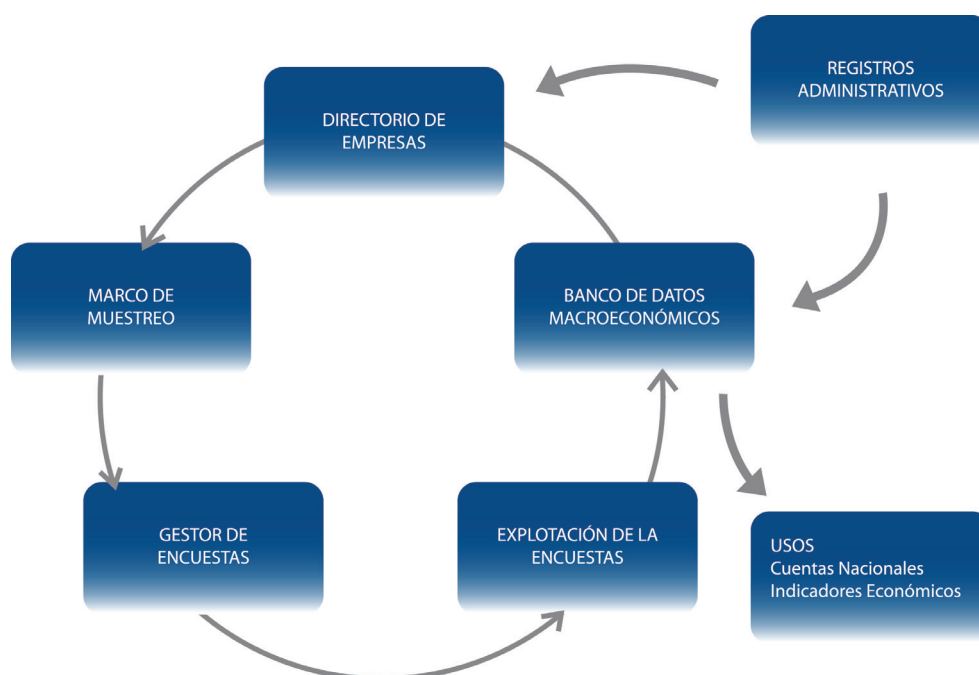 REGISTROS
ADMINISTRATIVOS
DIRECTORIO DE
EMPRESAS
MARCO DE
MUESTREO
BANCO DE DATOS
MACROECONÓMICOS
GESTOR DE
ENCUESTAS
EXPLOTACIÓN DE LA
ENCUESTAS
USOS
Cuentas Nacionales
Indicadores Económicos